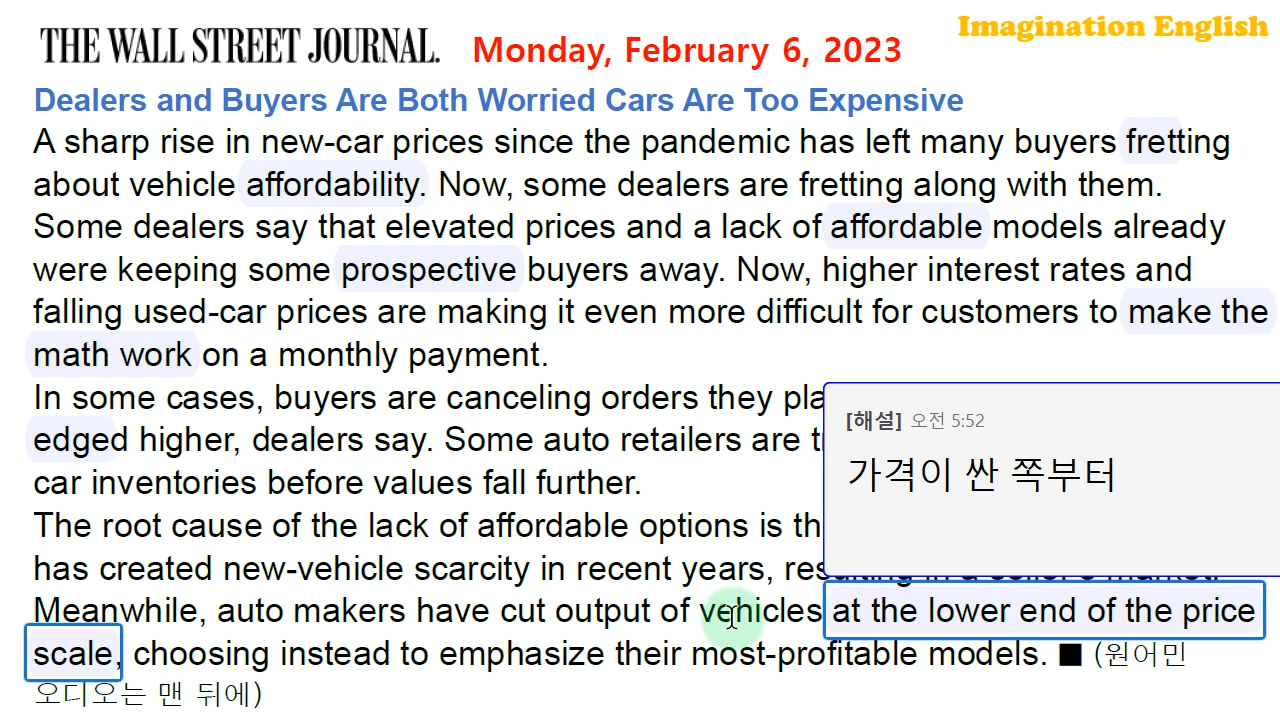 THE WALL STREET JOURNAL.
Monday, February 6, 2023
Imagination English
Dealers and Buyers Are Both Worried Cars Are Too Expensive
A sharp rise in new-car prices since the pandemic has left many buyers fretting
about vehicle affordability. Now, some dealers are fretting along with them.
Some dealers say that elevated prices and a lack of affordable models already
were keeping some prospective buyers away. Now, higher interest rates and
falling used-car prices are making it even more difficult for customers to make the
math work on a monthly payment.
In some cases, buyers are canceling orders they
edged higher, dealers say. Some auto retailers are
car inventories before values fall further.
The root cause of the lack of affordable options is
has created new-vehicle scarcity in recent years,
Meanwhile, auto makers have cut output of vehicles at the lower end of the price
scale, choosing instead to emphasize their most-profitable models. ■ (원어민
오디오는 맨 뒤에)
[해설] 오전 5:52
가격이 싼 쪽부터